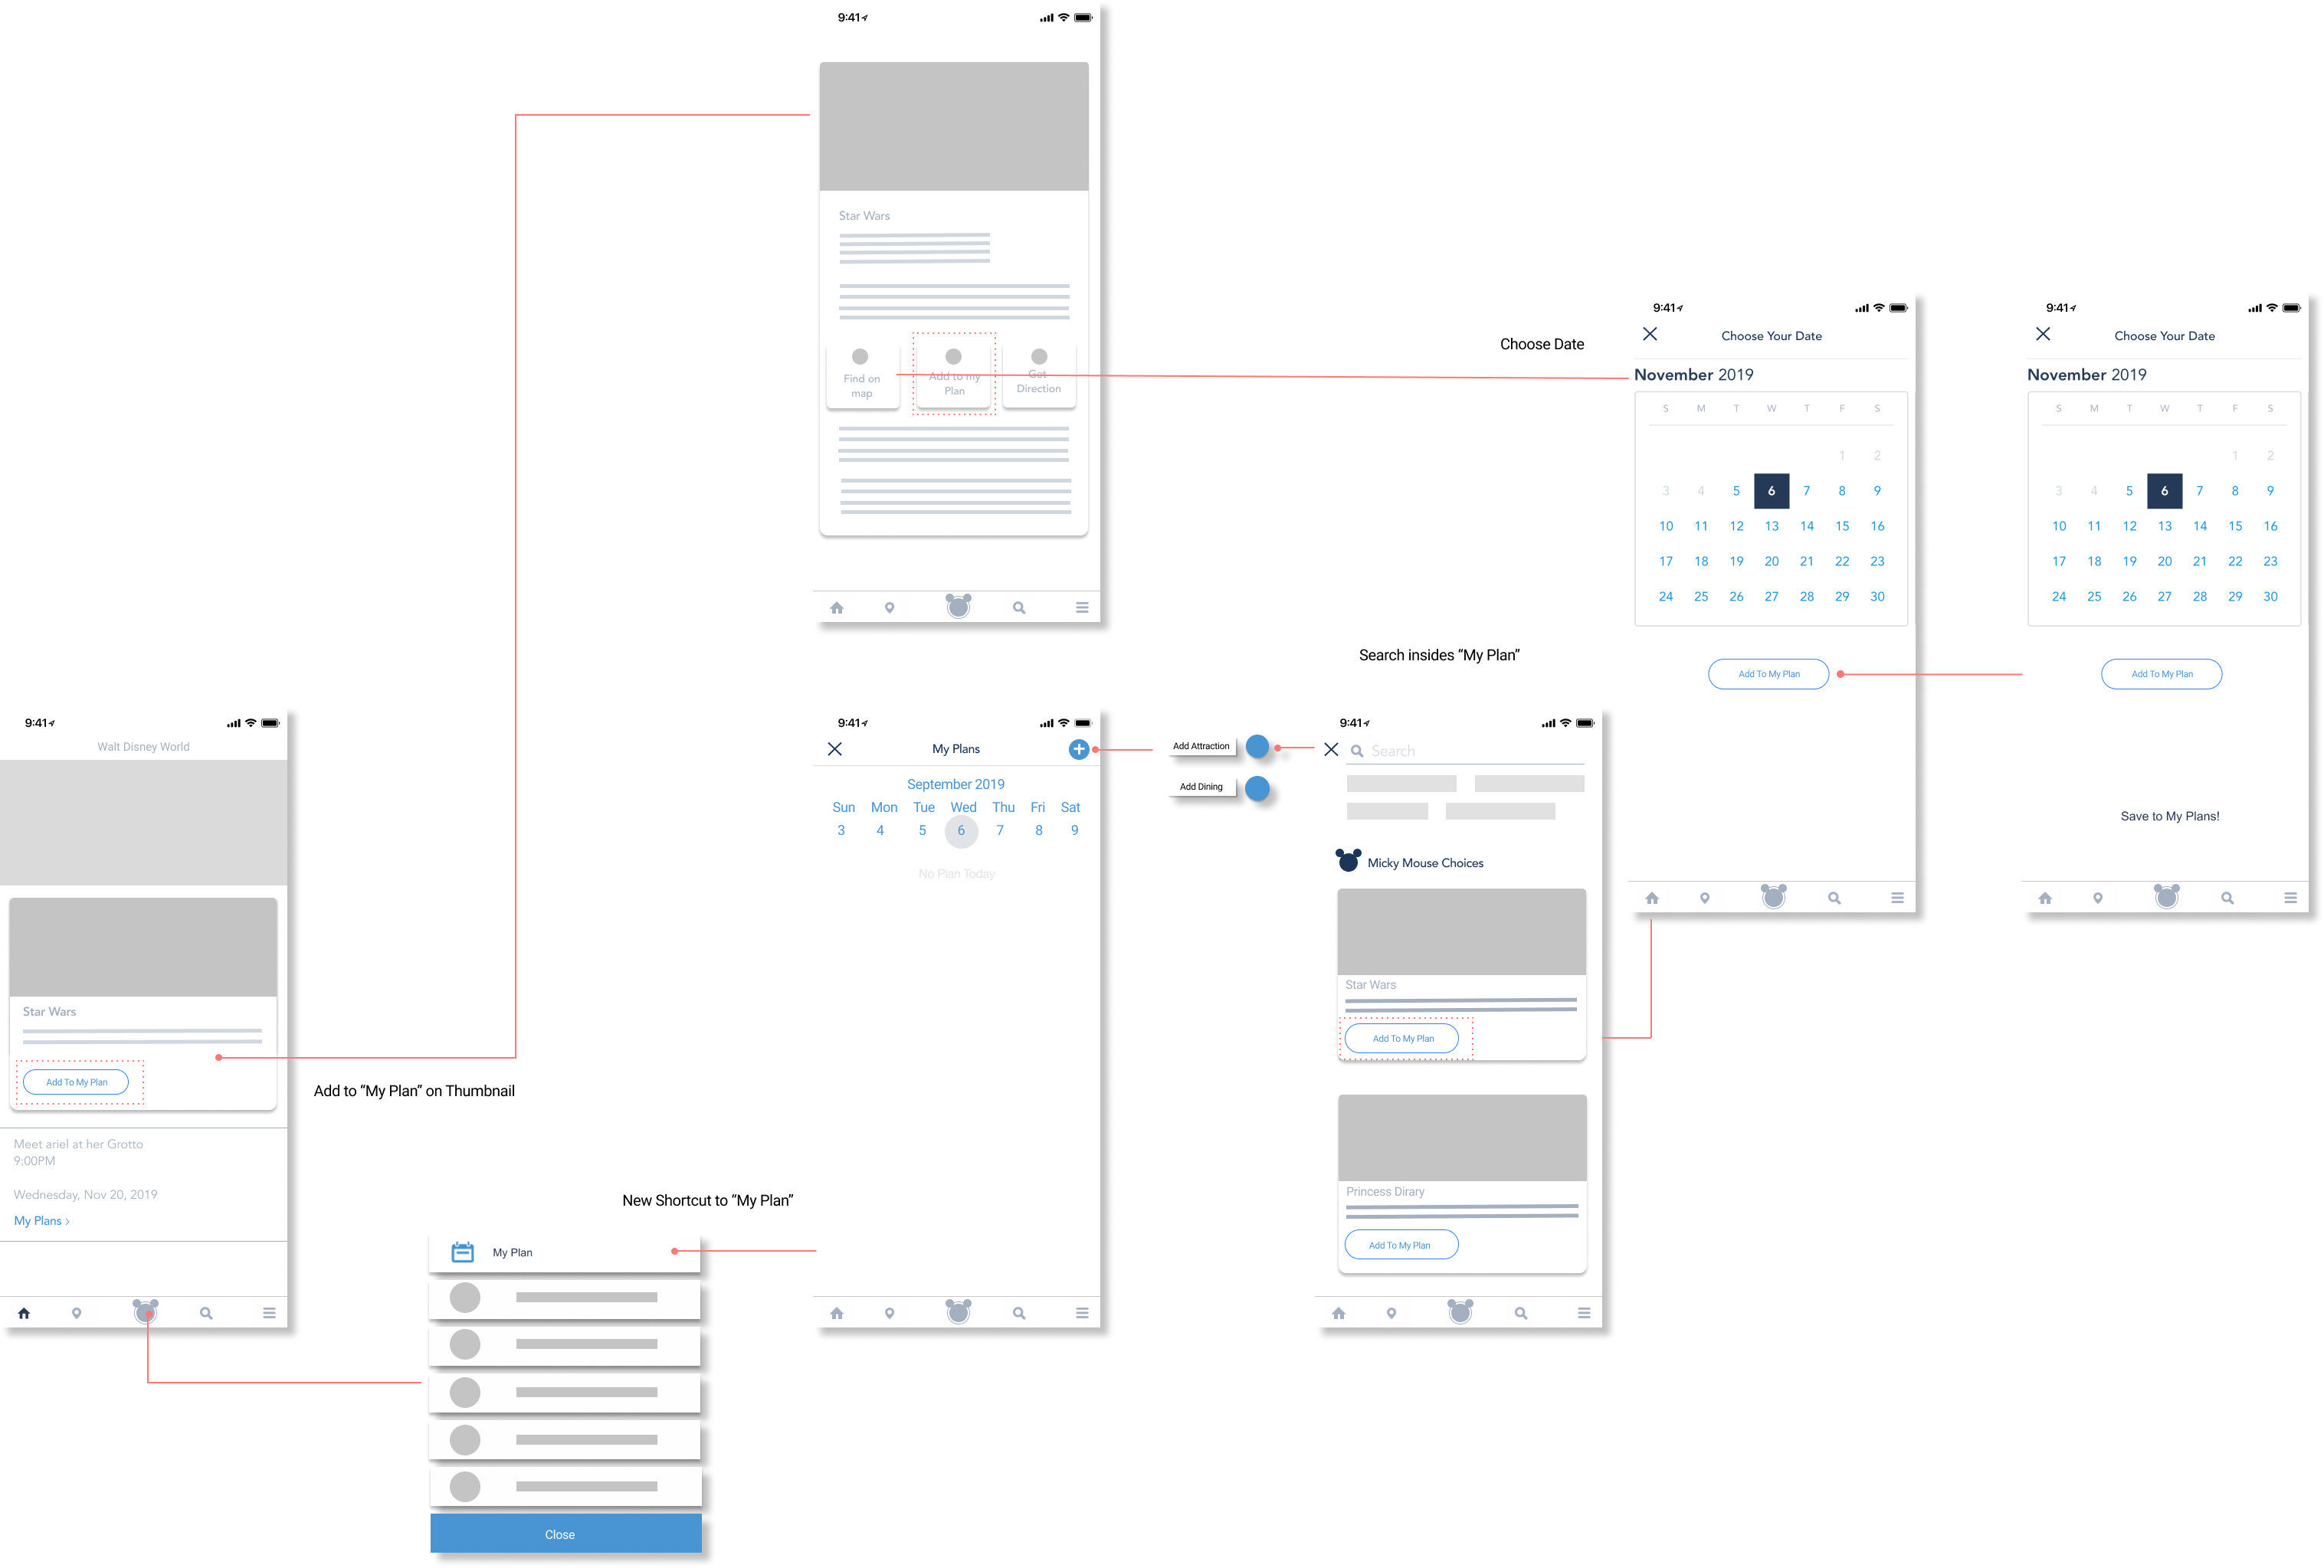 9:41
Star Wars
Find on
map
Add to my
Plan
Get
Direction
Choose Date
9:41
Choose Your Date
November 2019
S M T W T F S
1 2
3 4 5 6 7 8 9
10 11 12 13 14 15 16
17 18 19 20 21 22 23
24 25 26 27 28 29 30
Add To My Plan
9:41
Choose Your Date
November 2019
S M T W T F S
1 2
3 4 5 6 7 8 9
10 11 12 13 14 15 16
17 18 19 20 21 22 23
24 25 26 27 28 29 30
Add To My Plan
Save to My Plans!
Search insides “My Plan”
9:41
Walt Disney World
Star Wars
Add To My Plan
Meet ariel at her Grotto
9:00PM
Wednesday, Nov 20, 2019
My Plans >
Add to “My Plan” on Thumbnail
9:41
My Plans
September 2019
Sun Mon Tue Wed Thu Fri Sat
3 4 5 6 7 8 9
No Plan Today
Add Attraction
Add Dining
9:41
Search
Micky Mouse Choices
Star Wars
Add To My Plan
Princess Dirary
Add To My Plan
New Shortcut to “My Plan”
My Plan
Close